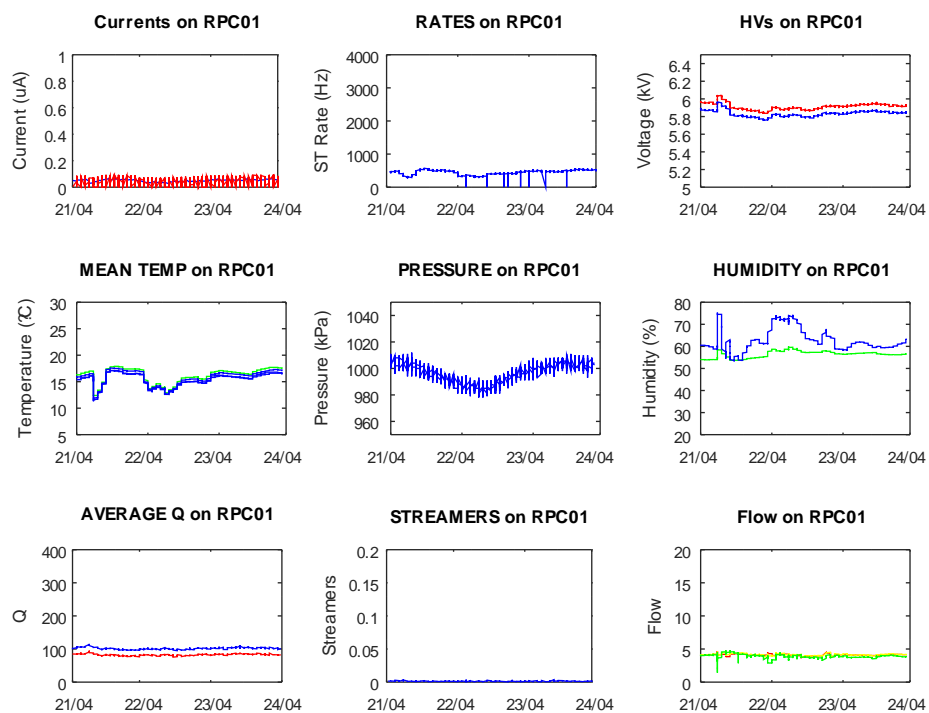 Currents on RPC01
RATES on RPC01
HVs on RPC01
Current (uA)
1
0.8
0.6
0.4
0.2
0
21/04 22/04 23/04 24/04
ST Rate (Hz)
4000
3000
2000
1000
0
21/04 22/04 23/04 24/04
Voltage (kV)
6.4
6.2
6
5.8
5.6
5.4
5.2
5
21/04 22/04 23/04 24/04
MEAN TEMP on RPC01
PRESSURE on RPC01
HUMIDITY on RPC01
Temperature (?C)
30
25
20
15
10
5
21/04 22/04 23/04 24/04
Pressure (kPa)
1040
1020
1000
980
960
21/04 22/04 23/04 24/04
Humidity (%)
80
70
60
50
40
30
20
21/04 22/04 23/04 24/04
AVERAGE Q on RPC01
STREAMERS on RPC01
Flow on RPC01
Q
400
300
200
100
0
21/04 22/04 23/04 24/04
Streamers
0.2
0.15
0.1
0.05
0
21/04 22/04 23/04 24/04
Flow
20
15
10
5
0
21/04 22/04 23/04 24/04